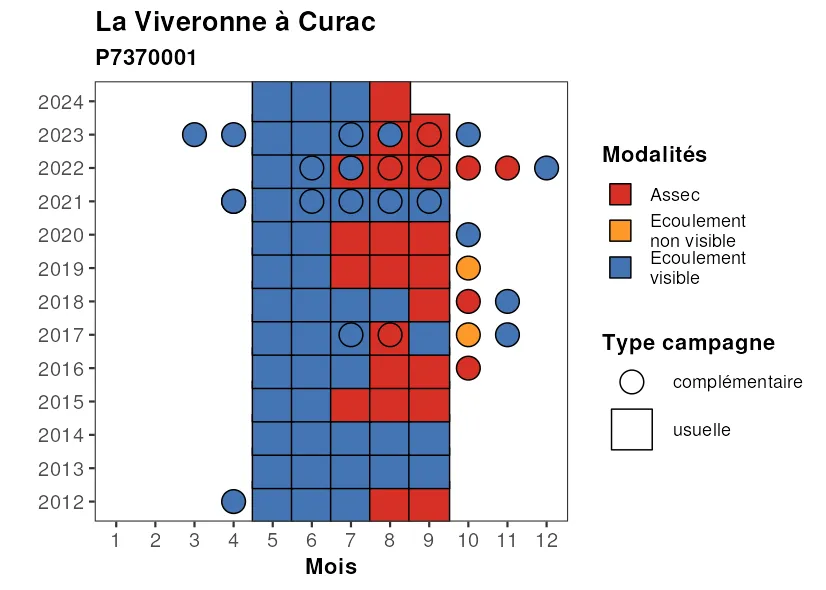 La Viveronne à Curac
P7370001
2024
2023
2022
2021
2020
2019
2018
2017
2016
2015
2014
2013
2012
1 2 3 4 5 6 7 8 9 10 11 12
Mois
Modalités
Assec
Ecoulement
non visible
Ecoulement
visible
Type campagne
complémentaire
usuelle